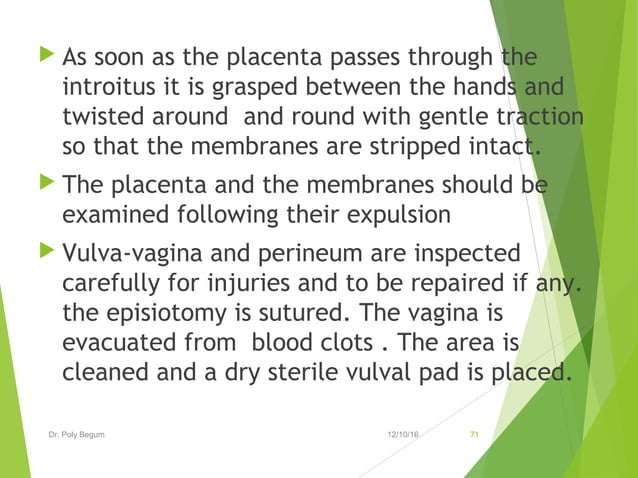 As soon as the placenta passes through the
introitus it is grasped between the hands and
twisted around  and round with gentle traction
so that the membranes are stripped intact.
The placenta and the membranes should be
examined following their expulsion
Vulva-vagina and perineum are inspected
carefully for injuries and to be repaired if any.
the episiotomy is sutured. The vagina is
evacuated from  blood clots . The area is
cleaned and a dry sterile vulval pad is placed.
Dr. Poly Begum 12/10/16 71